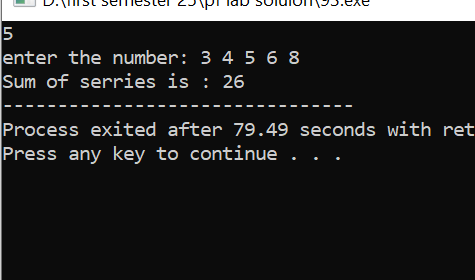 D:\first semester 25\pf lab solution\93.exe
5
enter the number: 3 4 5 6 8
Sum of serries is : 26
--------------------------------
Process exited after 79.49 seconds with ret
Press any key to continue . . .